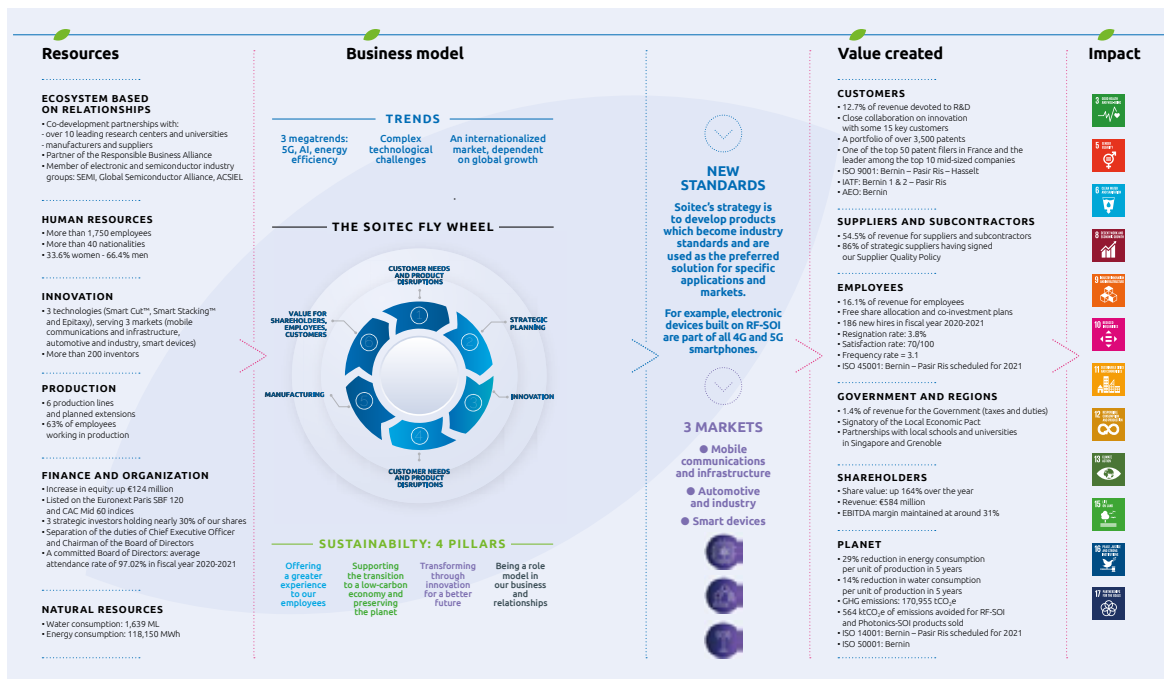 Resources
ECOSYSTEM BASED
ON RELATIONSHIPS
• Co-development partnerships with:
- over 10 leading research centers and universities
- manufacturers and suppliers
• Partner of the Responsible Business Alliance
• Member of electronic and semiconductor industry
groups: SEMI, Global Semiconductor Alliance, ACSIEL
HUMAN RESOURCES
• More than 1,750 employees
• More than 40 nationalities
• 33.6% women - 66.4% men
INNOVATION
• 3 technologies (Smart Cut™, Smart Stacking™
and Epitaxy), serving 3 markets (mobile
communications and infrastructure,
automotive and industry, smart devices)
• More than 200 inventors
PRODUCTION
• 6 production lines
and planned extensions
• 63% of employees
working in production
FINANCE AND ORGANIZATION
• Increase in equity: up €124 million
• Listed on the Euronext Paris SBF 120
and CAC Mid 60 indices
• 3 strategic investors holding nearly 30% of our shares
• Separation of the duties of Chief Executive Officer
and Chairman of the Board of Directors
• A committed Board of Directors: average
attendance rate of 97.02% in fiscal year 2020-2021
NATURAL RESOURCES
• Water consumption: 1,639 ML
• Energy consumption: 118,150 MWh
Business model
TRENDS
3 megatrends:
5G, AI, energy
efficiency
Complex
technological
challenges
An internationalized
market, dependent
on global growth
THE SOITEC FLY WHEEL
CUSTOMER NEEDS
AND PRODUCT
DISRUPTIONS
1
STRATEGIC
PLANNING
2
INNOVATION
3
CUSTOMER NEEDS
AND PRODUCT
DISRUPTIONS
4
MANUFACTURING
5
VALUE FOR
SHAREHOLDERS,
EMPLOYEES,
CUSTOMERS
6
SUSTAINABILTY: 4 PILLARS
Offering
a greater
experience
to our
employees
Supporting
the transition
to a low-carbon
economy and
preserving
the planet
Transforming
through
innovation
for a better
future
Being a role
model in
our business
and
relationships
NEW
STANDARDS
Soitec's strategy is
to develop products
which become industry
standards and are
used as the preferred
solution for specific
applications and
markets.
For example, electronic
devices built on RF-SOI
are part of all 4G and 5G
smartphones.
3 MARKETS
● Mobile
communications
and infrastructure
● Automotive
and industry
● Smart devices
Value created
CUSTOMERS
• 12.7% of revenue devoted to R&D
• Close collaboration on innovation
with some 15 key customers
• A portfolio of over 3,500 patents
• One of the top 50 patent filers in France and the
leader among the top 10 mid-sized companies
• ISO 9001: Bernin – Pasir Ris – Hasselt
• IATF: Bernin 1 & 2 – Pasir Ris
• AEO: Bernin
SUPPLIERS AND SUBCONTRACTORS
• 54.5% of revenue for suppliers and subcontractors
• 86% of strategic suppliers having signed
our Supplier Quality Policy
EMPLOYEES
• 16.1% of revenue for employees
• Free share allocation and co-investment plans
• 186 new hires in fiscal year 2020-2021
• Resignation rate: 3.8%
• Satisfaction rate: 70/100
• Frequency rate = 3.1
• ISO 45001: Bernin – Pasir Ris scheduled for 2021
GOVERNMENT AND REGIONS
• 1.4% of revenue for the Government (taxes and duties)
• Signatory of the Local Economic Pact
• Partnerships with local schools and universities
in Singapore and Grenoble
SHAREHOLDERS
• Share value: up 164% over the year
• Revenue: €584 million
• EBITDA margin maintained at around 31%
PLANET
• 29% reduction in energy consumption
per unit of production in 5 years
• 14% reduction in water consumption
per unit of production in 5 years
• GHG emissions: 170,955 tCO₂e
• 564 ktCO₂e of emissions avoided for RF-SOI
and Photonics-SOI products sold
• ISO 14001: Bernin – Pasir Ris scheduled for 2021
• ISO 50001: Bernin
Impact
3
5
6
8
9
10
11
12
13
15
16
17